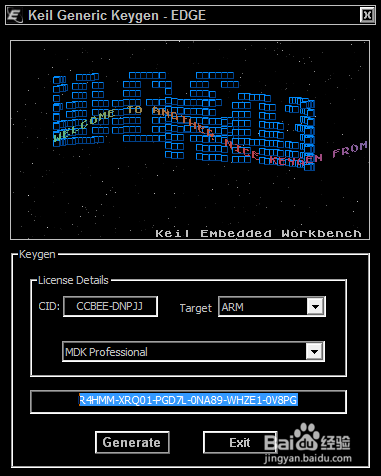 Keil Generic Keygen - EDGE
WELCOME TO ANOTHER NICE KEYGEN FROM
Keil Embedded Workbench
Keygen
License Details
CID: CCBEE-DNPJJ Target ARM
MDK Professional
R4HMM-XRQ01-PGD7L-0NA89-WHZE1-0V8PG
Generate Exit
Baidu 经验
jingyan.baidu.com